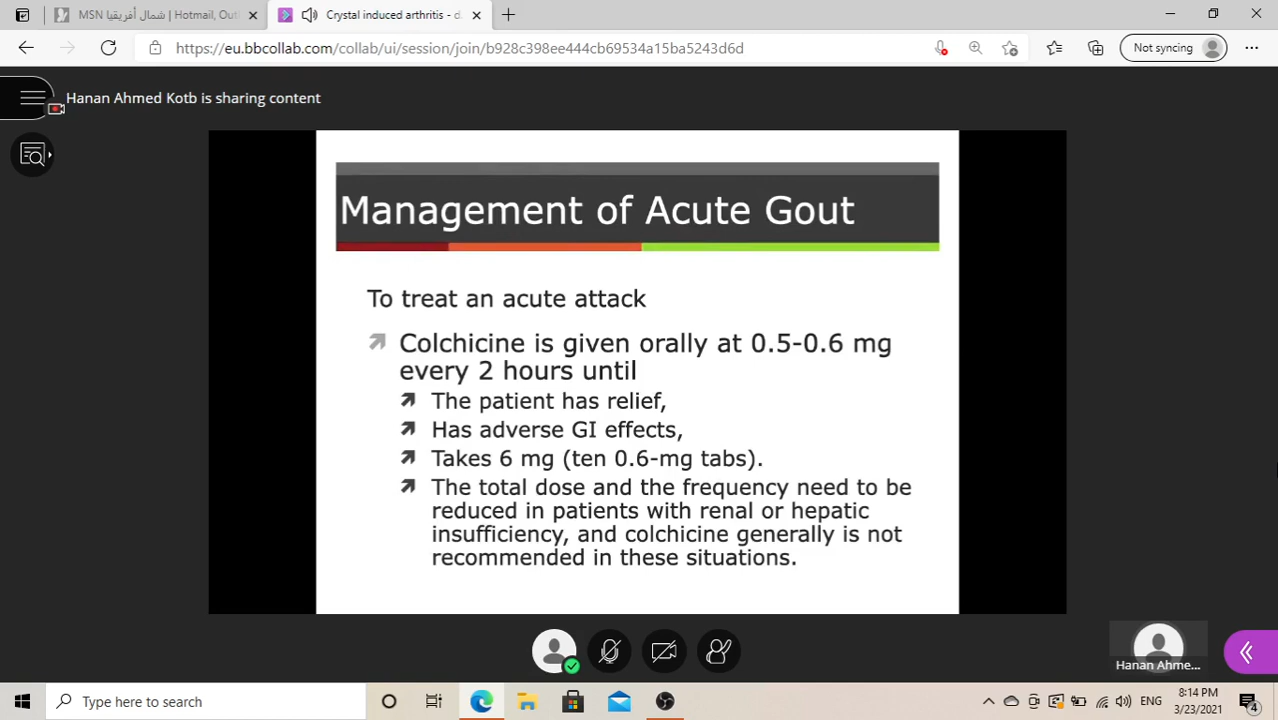 MSN شمال أفريقيا | Hotmail, Outl
Crystal induced arthritis - d
https://eu.bbcollab.com/collab/ui/session/join/b928c398ee444cb69534a15ba5243d6d
Not syncing
Hanan Ahmed Kotb is sharing content
Management of Acute Gout
To treat an acute attack
Colchicine is given orally at 0.5-0.6 mg
every 2 hours until
The patient has relief,
Has adverse GI effects,
Takes 6 mg (ten 0.6-mg tabs).
The total dose and the frequency need to be
reduced in patients with renal or hepatic
insufficiency, and colchicine generally is not
recommended in these situations.
Hanan Ahme...
Type here to search
ENG
8:14 PM
3/23/2021
4